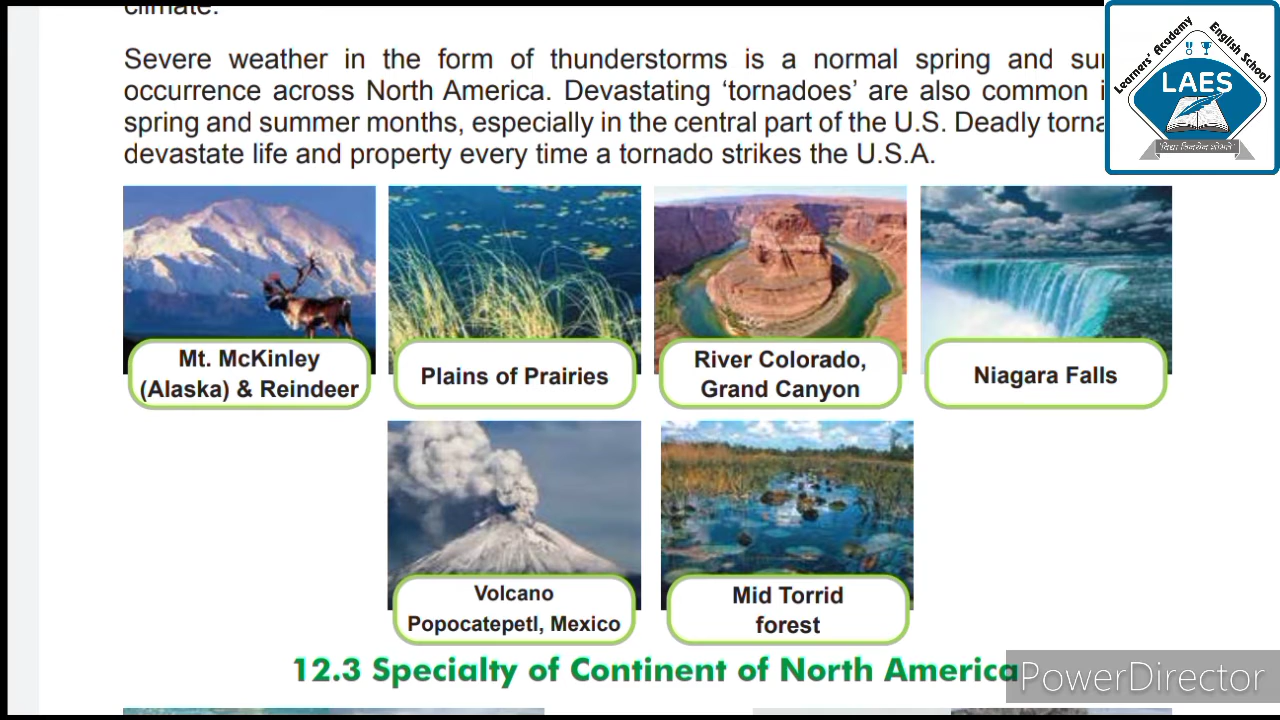 climate.
Severe weather in the form of thunderstorms is a normal spring and
occurrence across North America. Devastating ‘tornadoes’ are also common
spring and summer months, especially in the central part of the U.S. Deadly
devastate life and property every time a tornado strikes the U.S.A.
Learners' Academy English School
LAES
Mt. McKinley
(Alaska) & Reindeer
Plains of Prairies
River Colorado,
Grand Canyon
Niagara Falls
Volcano
Popocatepetl, Mexico
Mid Torrid
forest
12.3 Specialty of Continent of North America
PowerDirector